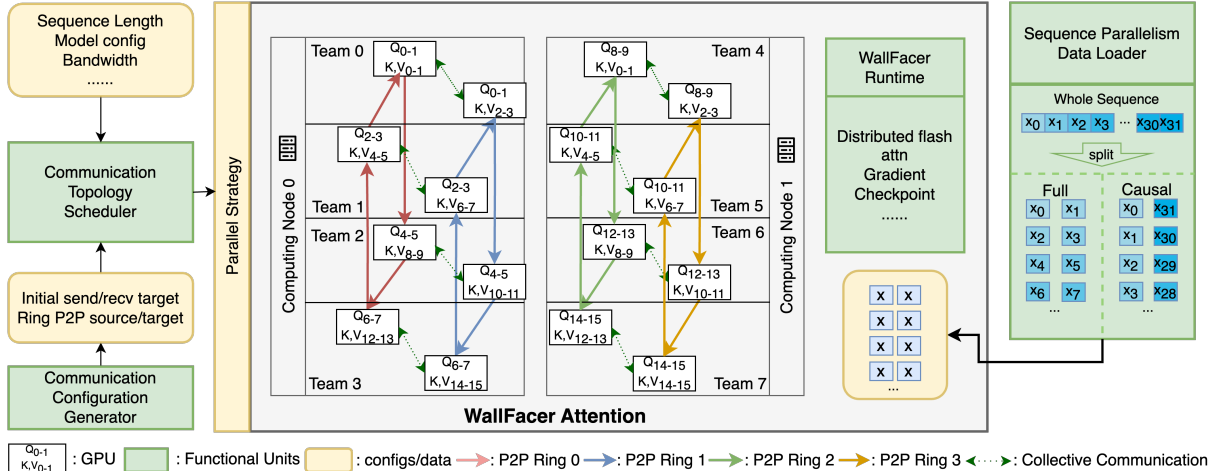 Sequence Length
Model config
Bandwidth
......
Communication
Topology
Scheduler
Initial send/recv target
Ring P2P source/target
Communication
Configuration
Generator
Parallel Strategy
Computing Node 0
Team 0
Q0-1
K,V0-1
Q0-1
K,V2-3
Q2-3
K,V4-5
Q2-3
K,V6-7
Team 1
Team 2
Q4-5
K,V8-9
Q4-5
K,V10-11
Q6-7
K,V12-13
Q6-7
K,V14-15
Team 3
Team 4
Q8-9
K,V0-1
Q8-9
K,V2-3
Q10-11
K,V4-5
Q10-11
K,V6-7
Team 5
Team 6
Q12-13
K,V8-9
Q12-13
K,V10-11
Q14-15
K,V12-13
Q14-15
K,V14-15
Team 7
Computing Node 1
WallFacer Attention
WallFacer
Runtime
Distributed flash
attn
Gradient
Checkpoint
......
x x
x x
x x
x x
...
Sequence Parallelism
Data Loader
Whole Sequence
x0 x1 x2 x3 ... x30 x31
split
Full
x0 x1
x2 x3
x4 x5
x6 x7
...
Causal
x0 x31
x1 x30
x2 x29
x3 x28
...
Q0-1
K,V0-1
: GPU
: Functional Units
: configs/data
: P2P Ring 0
: P2P Ring 1
: P2P Ring 2
: P2P Ring 3
: Collective Communication